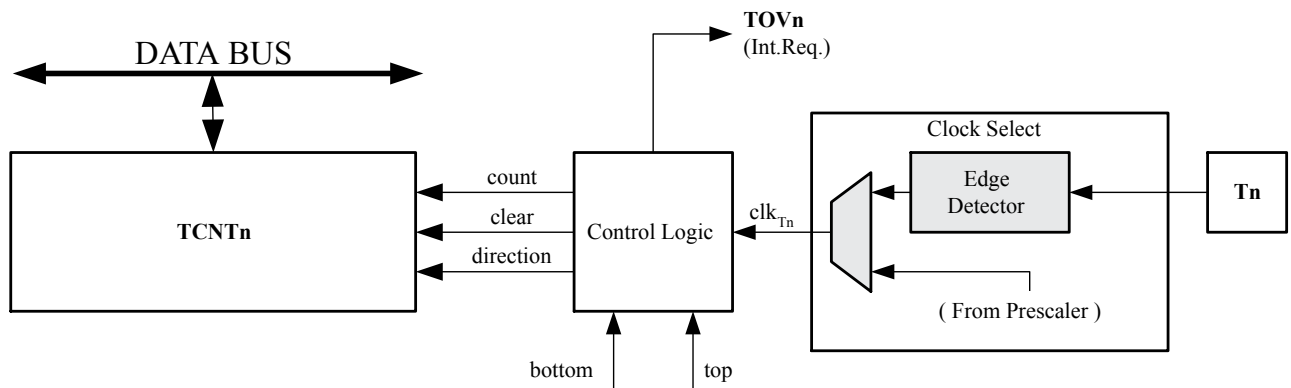 TOVn
(Int.Req.)
DATA BUS
Clock Select
count
Edge
Detector
Tn
clear
clkTn
TCNTn
Control Logic
direction
( From Prescaler )
bottom
top